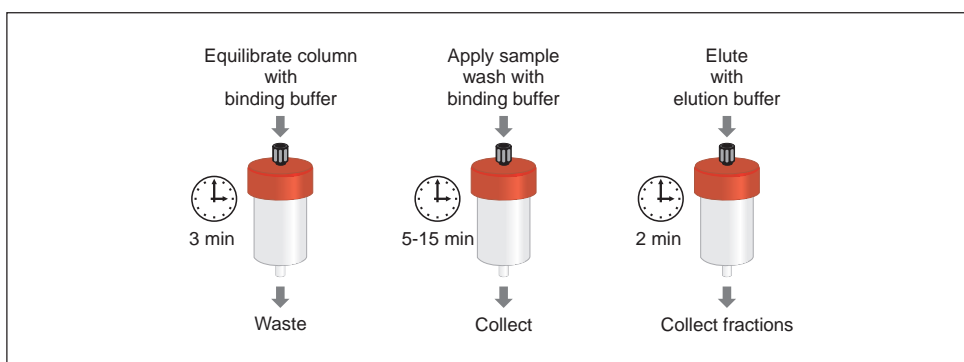 Equilibrate column
with
binding buffer
3 min
Waste
Apply sample
wash with
binding buffer
5-15 min
Collect
Elute
with
elution buffer
2 min
Collect fractions